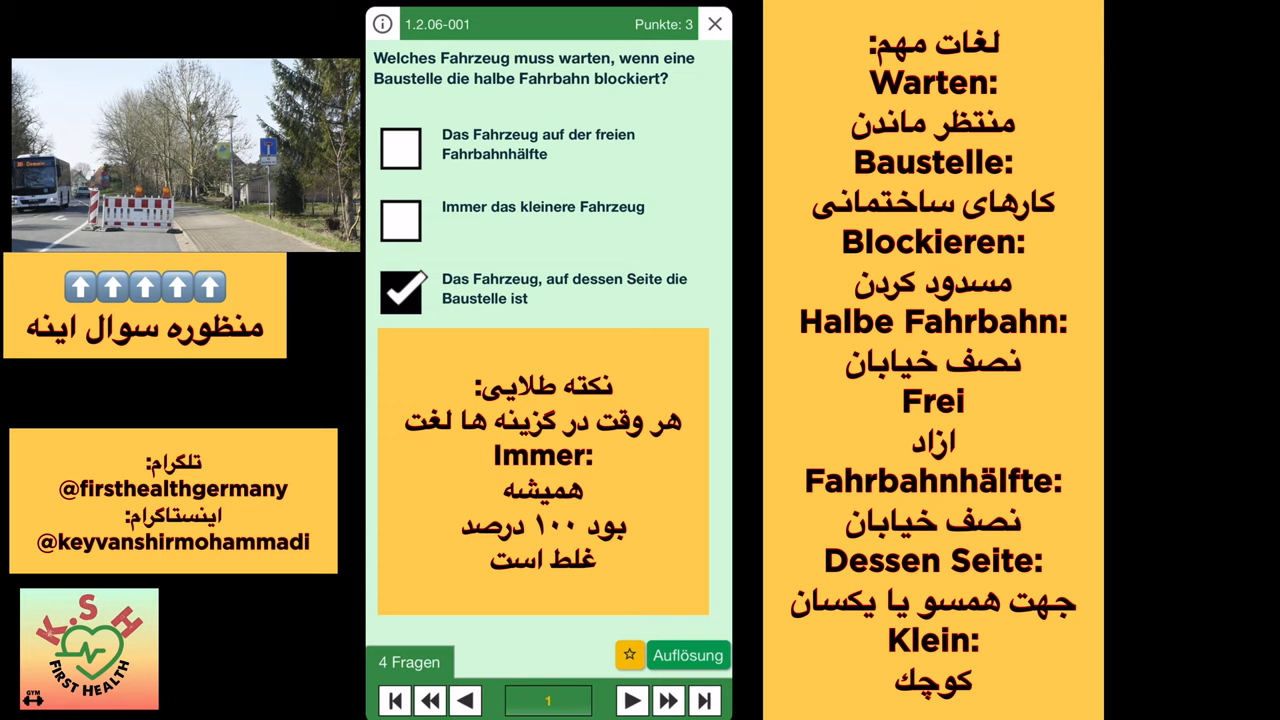 1.2.06-001
Punkte: 3
Welches Fahrzeug muss warten, wenn eine
Baustelle die halbe Fahrbahn blockiert?
Das Fahrzeug auf der freien
Fahrbahnhälfte
Immer das kleinere Fahrzeug
Das Fahrzeug, auf dessen Seite die
Baustelle ist
نکته طلایی:
هر وقت در گزینه ها لغت
Immer:
همیشه
بود ۱۰۰ درصد
غلط است
4 Fragen
Auflösung
1
منظوره سوال اینه
تلگرام:
@firsthealthgermany
اینستاگرام:
@keyvanshirmohammadi
K.S.H
FIRST HEALTH
GYM
لغات مهم:
Warten:
منتظر ماندن
Baustelle:
کارهای ساختمانی
Blockieren:
مسدود کردن
Halbe Fahrbahn:
نصف خیابان
Frei
ازاد
Fahrbahnhälfte:
نصف خیابان
Dessen Seite:
جهت همسو یا یکسان
Klein:
کوچك